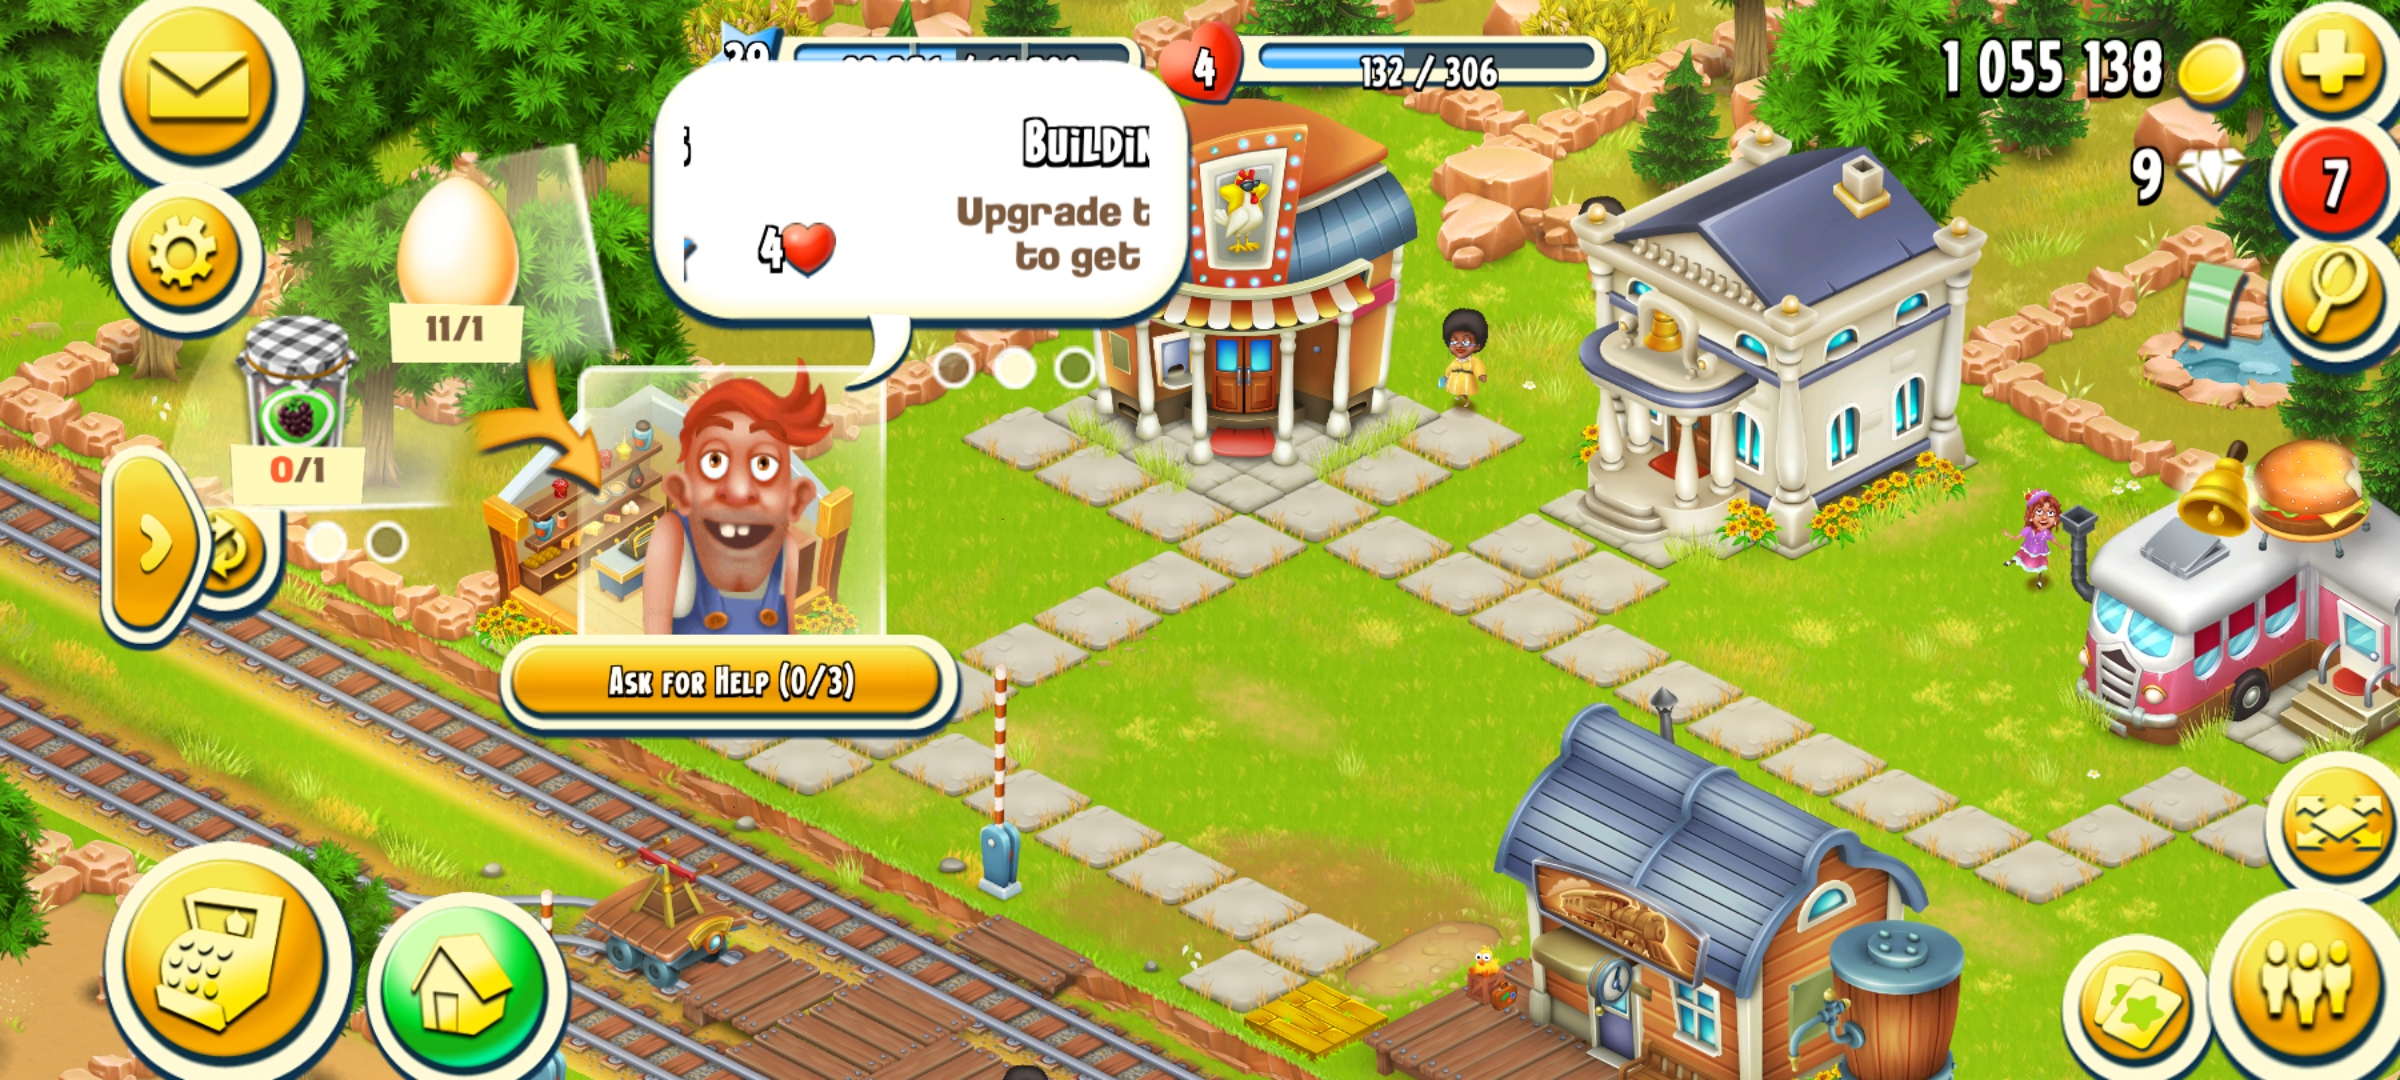 4
132 / 306
1 055 138
9
7
4
Upgrade
to get
11/1
0/1
Ask for Help (0/3)